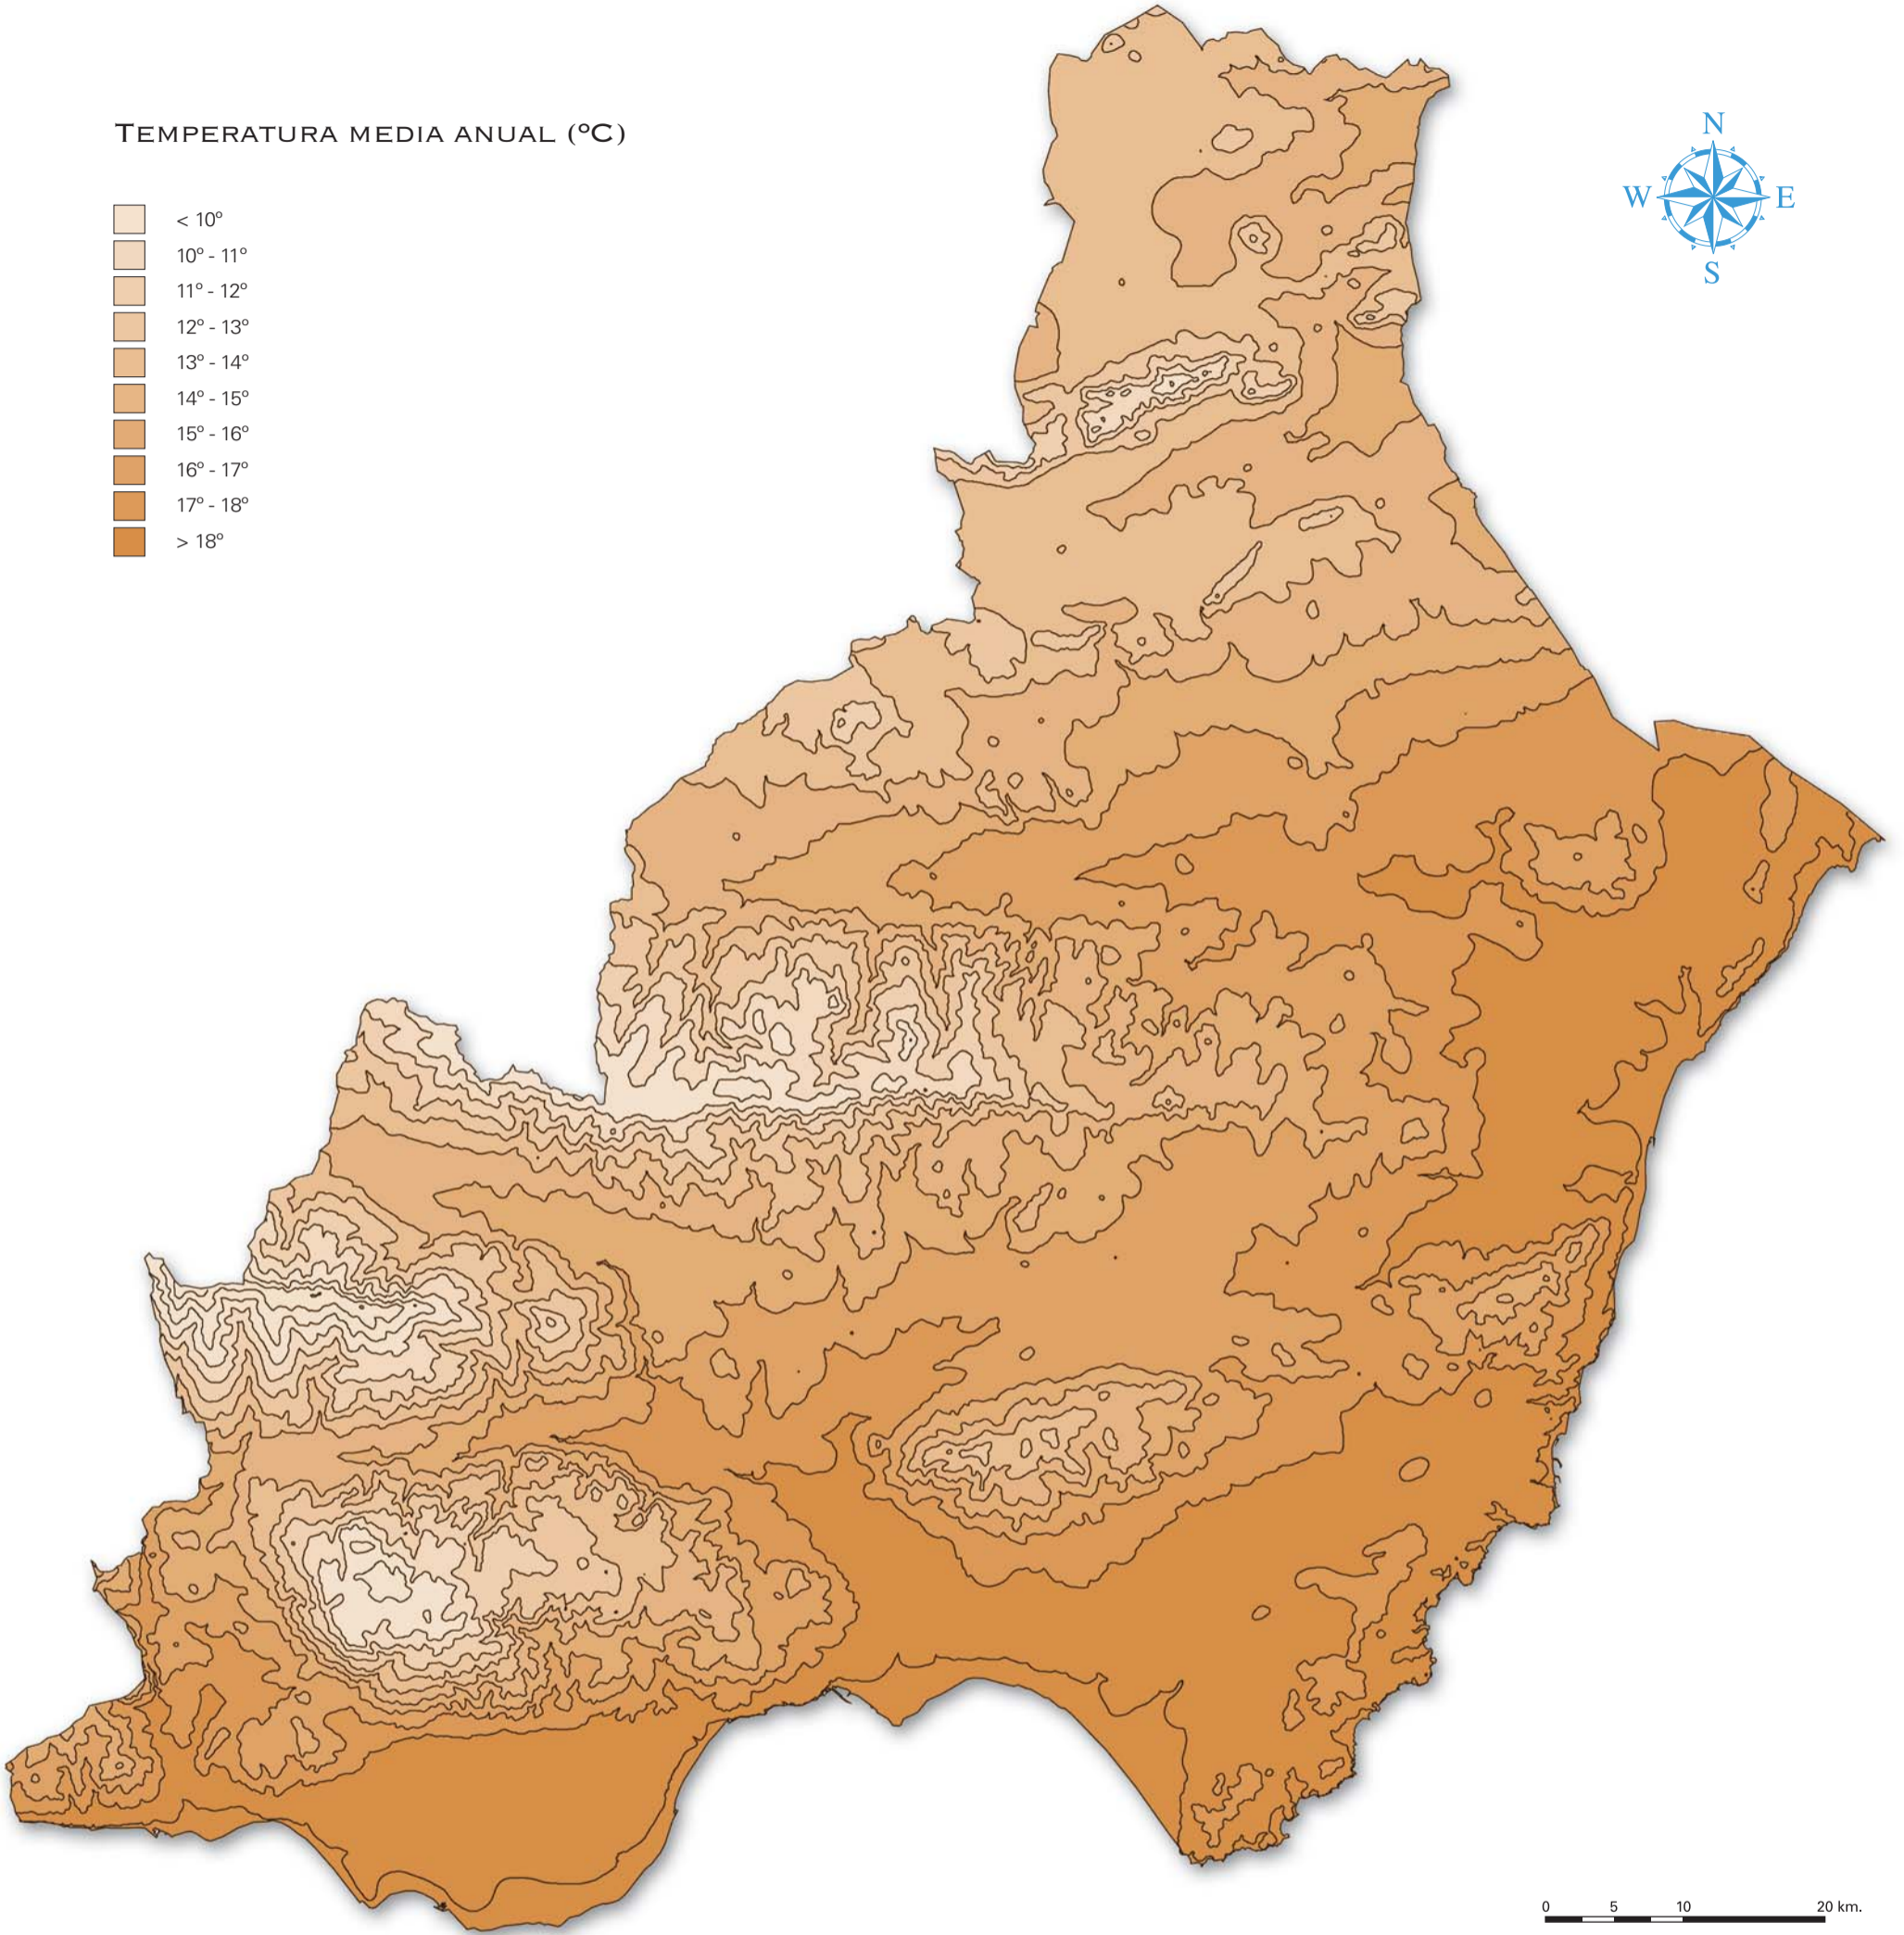 TEMPERATURA MEDIA ANUAL (ºC)
< 10º
10º - 11º
11º - 12º
12º - 13º
13º - 14º
14º - 15º
15º - 16º
16º - 17º
17º - 18º
> 18º
N
W E
S
0 5 10 20 km.